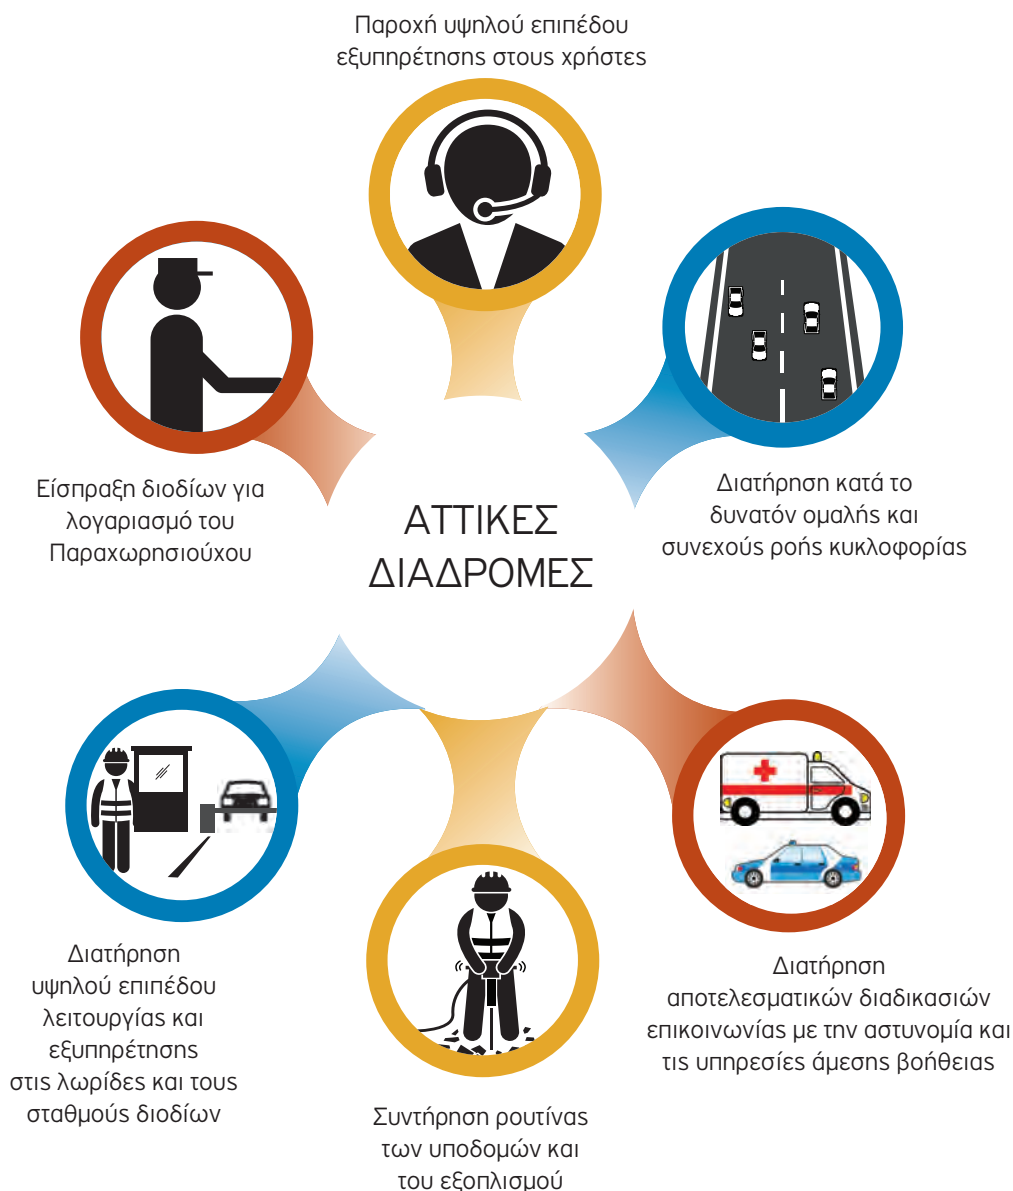 Παροχή υψηλού επιπέδου
εξυπηρέτησης στους χρήστες
Είσπραξη διοδίων για
λογαριασμό του
Παραχωρησιούχου
Διατήρηση κατά το
δυνατόν ομαλής και
συνεχούς ροής κυκλοφορίας
ΑΤΤΙΚΕΣ
ΔΙΑΔΡΟΜΕΣ
Διατήρηση
υψηλού επιπέδου
λειτουργίας και
εξυπηρέτησης
στις λωρίδες και τους
σταθμούς διοδίων
Συντήρηση ρουτίνας
των υποδομών και
του εξοπλισμού
Διατήρηση
αποτελεσματικών διαδικασιών
επικοινωνίας με την αστυνομία και
τις υπηρεσίες άμεσης βοήθειας